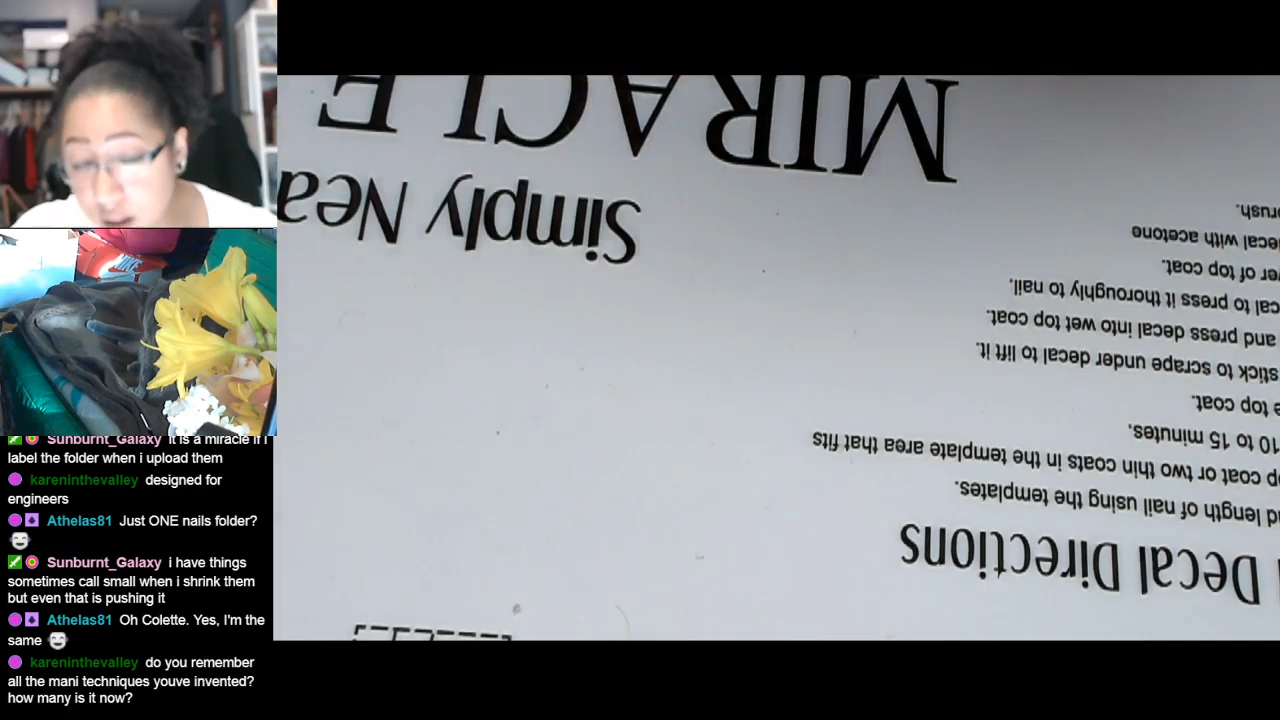 Decal Directions
d length of nail using the templates.
p coat or two thin coats in the template area that fits
10 to 15 minutes.
e top coat.
stick to scrape under decal to lift it.
and press decal into wet top coat.
cal to press it thoroughly to nail.
er of top coat.
ecal with acetone
rush.
Simply Nea
MIRACLE
Sunburnt_Galaxy it is a miracle if i
label the folder when i upload them
kareninthevalley designed for
engineers
Athelas81 Just ONE nails folder?
Sunburnt_Galaxy i have things
sometimes call small when i shrink them
but even that is pushing it
Athelas81 Oh Colette. Yes, I'm the
same
kareninthevalley do you remember
all the mani techniques youve invented?
how many is it now?